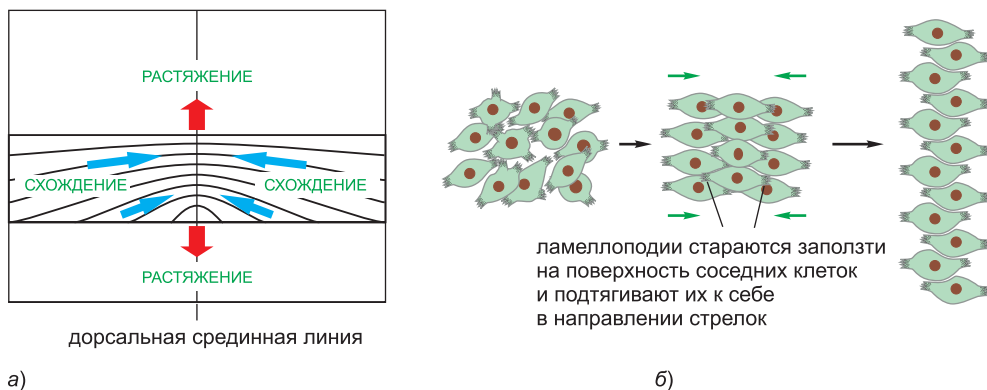 РАСТЯЖЕНИЕ
СХОЖДЕНИЕ СХОЖДЕНИЕ
РАСТЯЖЕНИЕ
дорсальная срединная линия
а)
ламеллоподии стараются заползти
на поверхность соседних клеток
и подтягивают их к себе
в направлении стрелок
б)